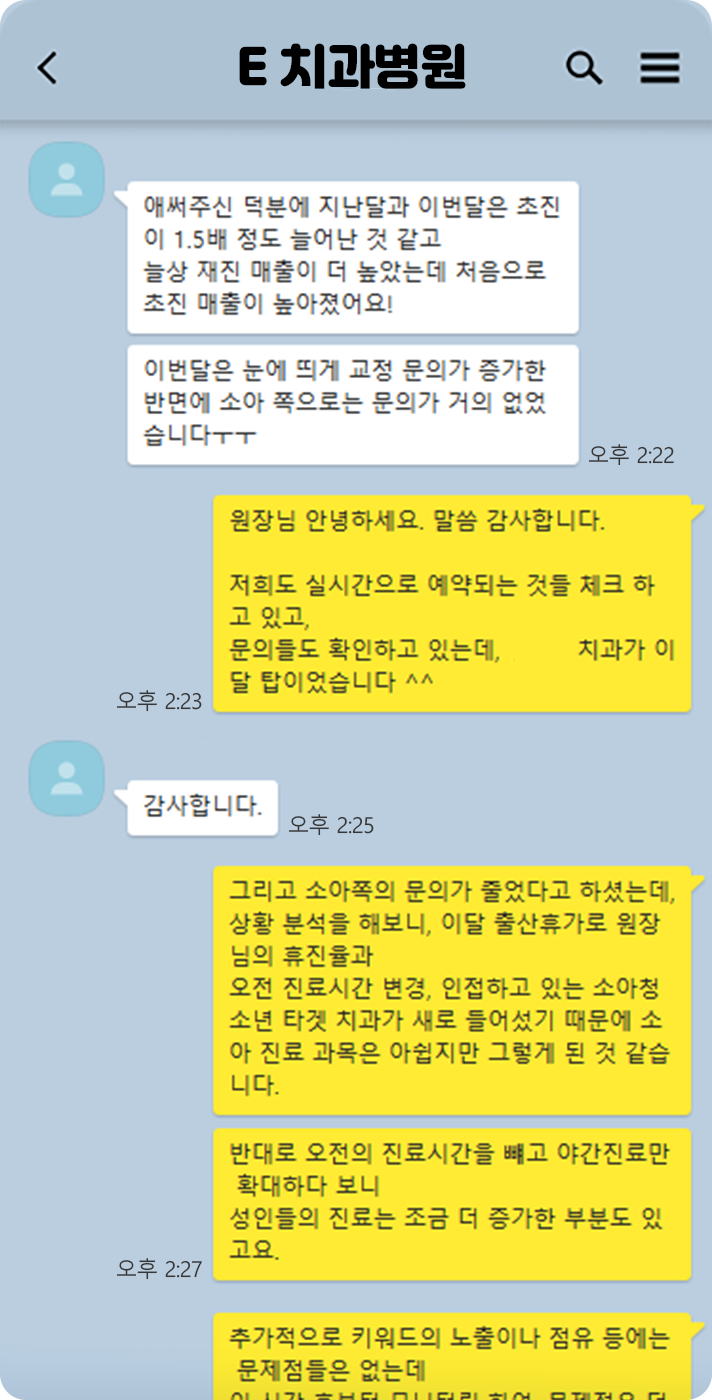 E 치과병원
애써주신 덕분에 지난달과 이번달은 초진
이 1.5배 정도 늘어난 것 같고
늘상 재진 매출이 더 높았는데 처음으로
초진 매출이 높아졌어요!
이번달은 눈에 띄게 교정 문의가 증가한
반면에 소아 쪽으로는 문의가 거의 없었
습니다ㅜㅜ
오후 2:22
원장님 안녕하세요. 말씀 감사합니다.
저희도 실시간으로 예약되는 것들 체크 하
고 있고,
문의들도 확인하고 있는데, 치과가 이
달 탑이었습니다 ^^
오후 2:23
감사합니다.
오후 2:25
그리고 소아쪽의 문의가 줄었다고 하셨는데,
상황 분석을 해보니, 이달 출산휴가로 원장
님의 휴진율과
오전 진료시간 변경, 인접하고 있는 소아청
소년 타겟 치과가 새로 들어섰기 때문에 소
아 진료 과목은 아쉽지만 그렇게 된 것 같습
니다.
반대로 오전의 진료시간을 뺴고 야간진료만
확대하다 보니
성인들의 진료는 조금 더 증가한 부분도 있
고요.
오후 2:27
추가적으로 키워드의 노출이나 점유 등에는
문제점들은 없는데